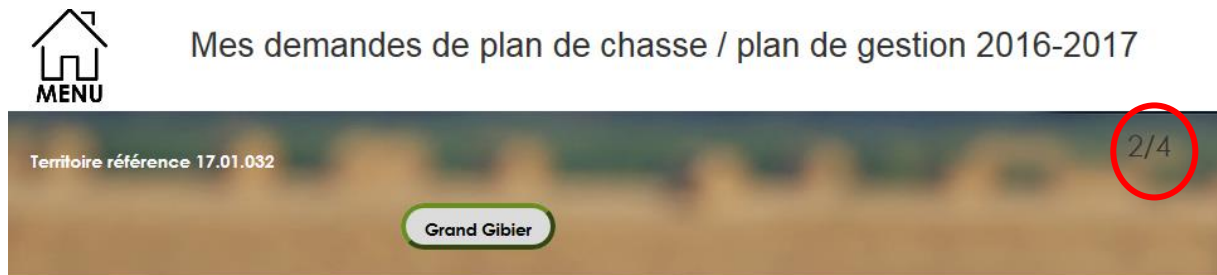 Mes demandes de plan de chasse / plan de gestion 2016-2017
MENU
2/4
Territoire référence 17.01.032
Grand Gibier